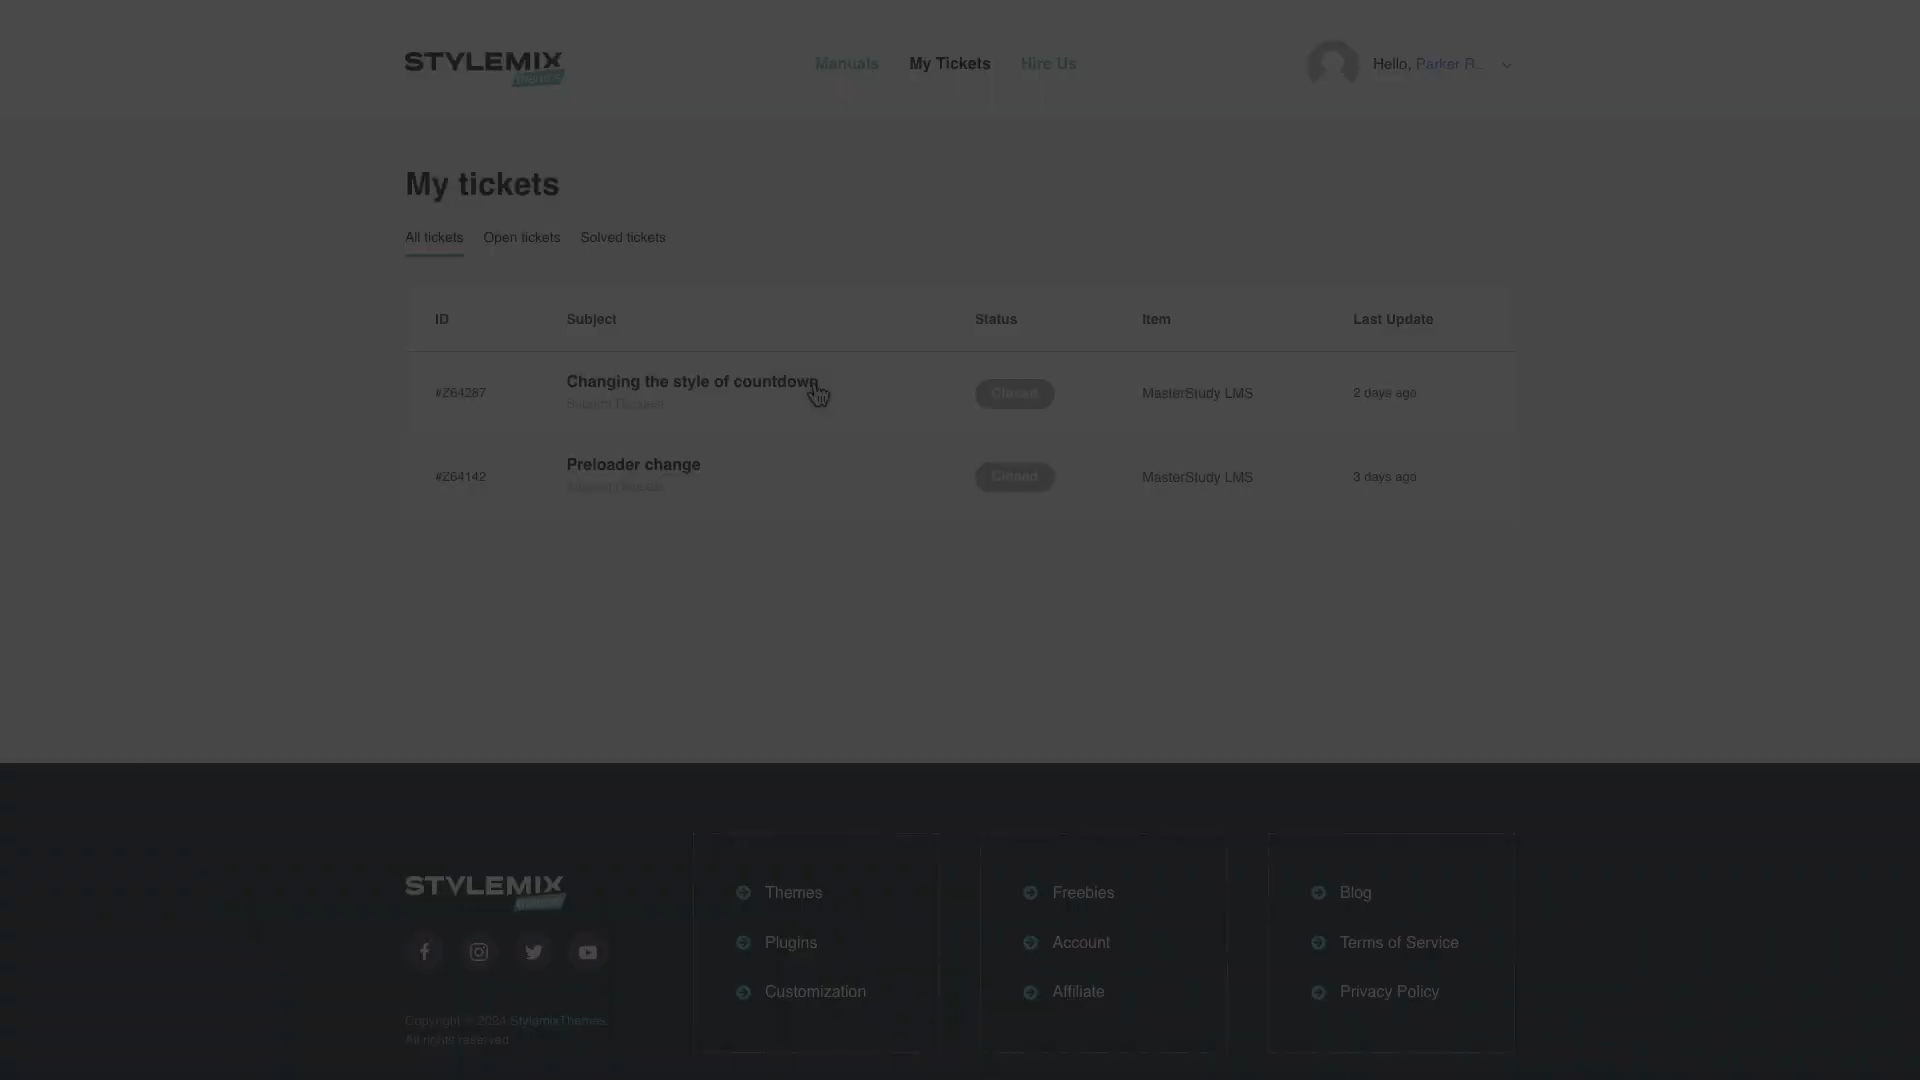 STYLEMIX
themes
Manuals
My Tickets
Hire Us
Hello, Parker R...
My tickets
All tickets
Open tickets
Solved tickets
ID
Subject
Status
Item
Last Update
#Z64287
Changing the style of countdown
Support Request
Closed
MasterStudy LMS
2 days ago
#Z64142
Preloader change
Support Request
Closed
MasterStudy LMS
3 days ago
STYLEMIX
Themes
Plugins
Customization
Freebies
Account
Affiliate
Blog
Terms of Service
Privacy Policy
Copyright © 2024 StylemixThemes.
All rights reserved